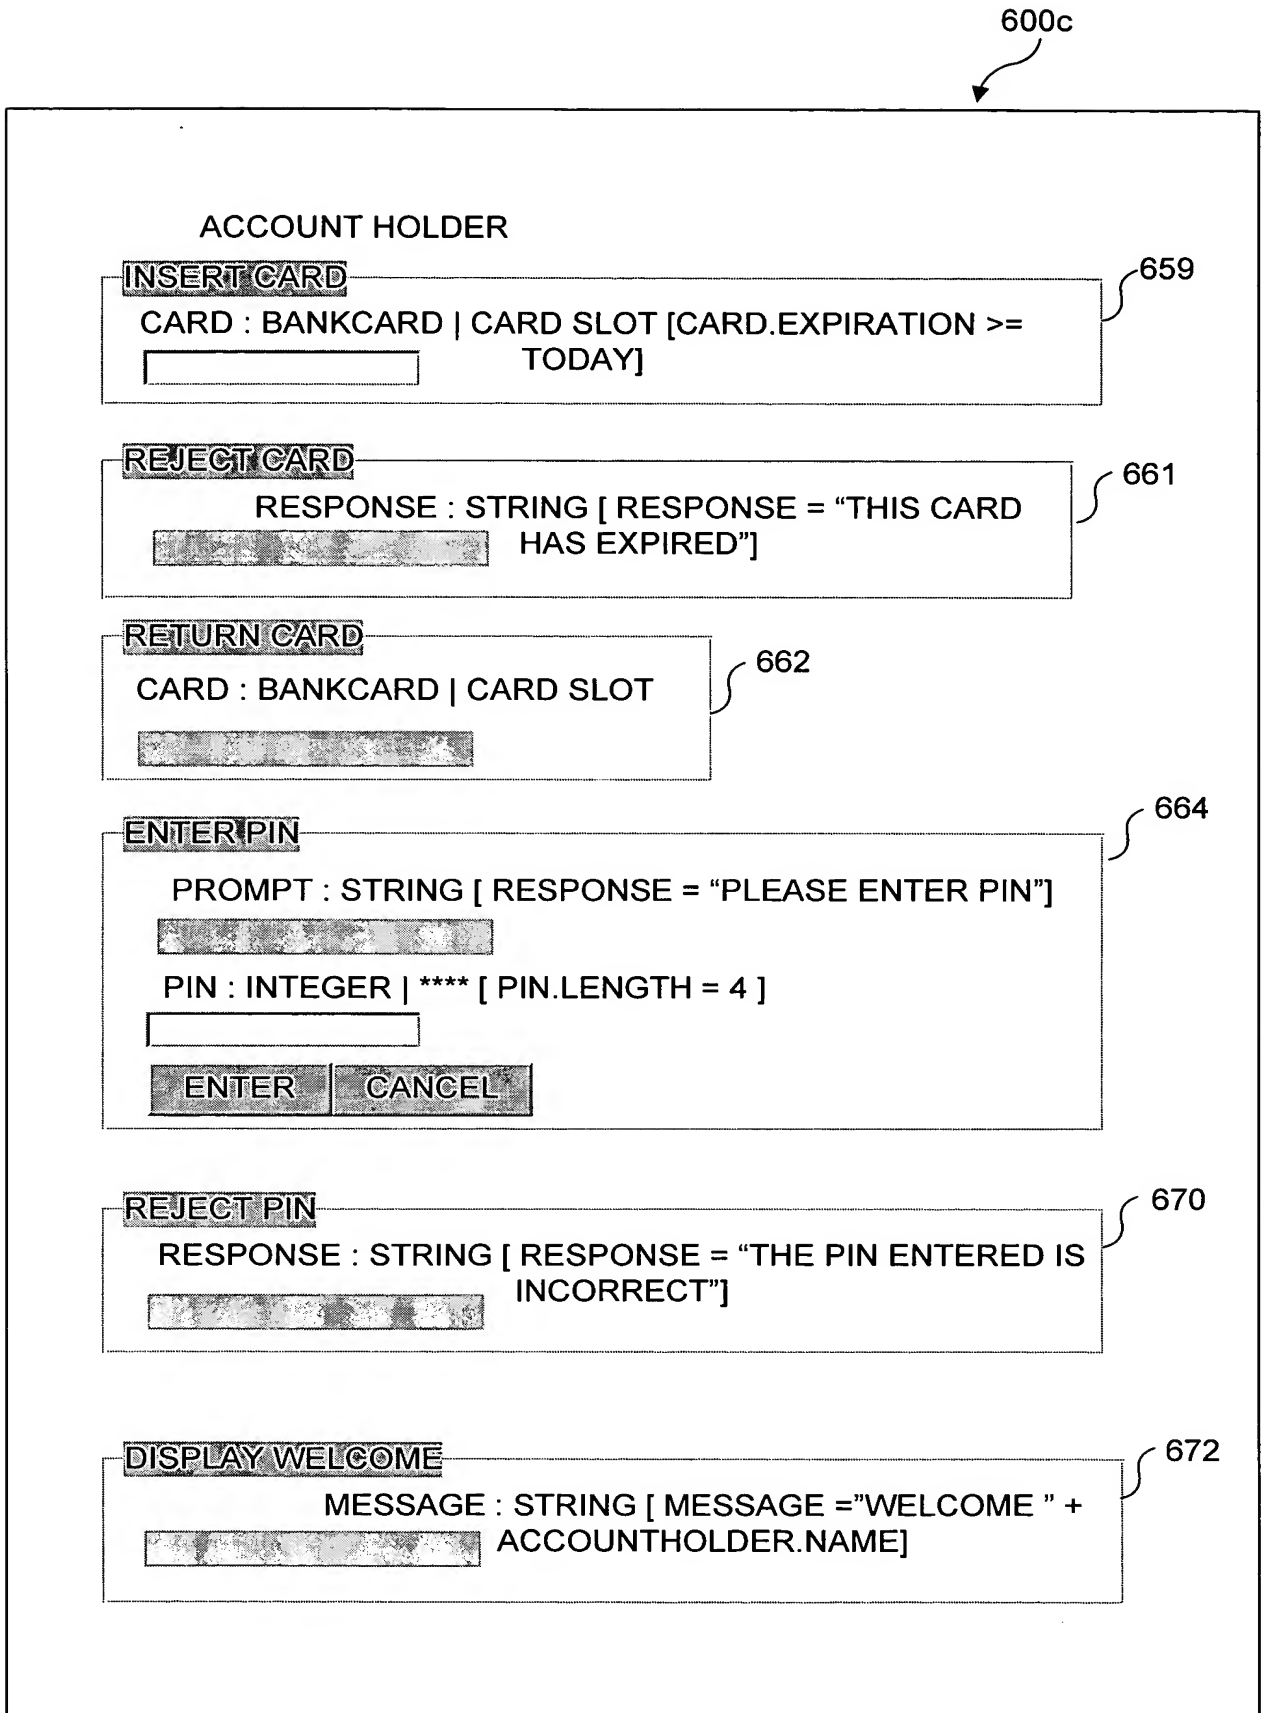 600c
ACCOUNT HOLDER
INSERT CARD
659
CARD : BANKCARD | CARD SLOT [CARD.EXPIRATION >=
TODAY]
REJECT CARD
661
RESPONSE : STRING [ RESPONSE = “THIS CARD
HAS EXPIRED”]
RETURN CARD
662
CARD : BANKCARD | CARD SLOT
664
ENTER PIN
PROMPT : STRING [ RESPONSE = “PLEASE ENTER PIN”]
PIN : INTEGER | **** [ PIN.LENGTH = 4 ]
ENTER CANCEL
REJECT PIN
670
RESPONSE : STRING [ RESPONSE = “THE PIN ENTERED IS
INCORRECT”]
DISPLAY WELCOME
672
MESSAGE : STRING [ MESSAGE =”WELCOME ” +
ACCOUNTHOLDER.NAME]